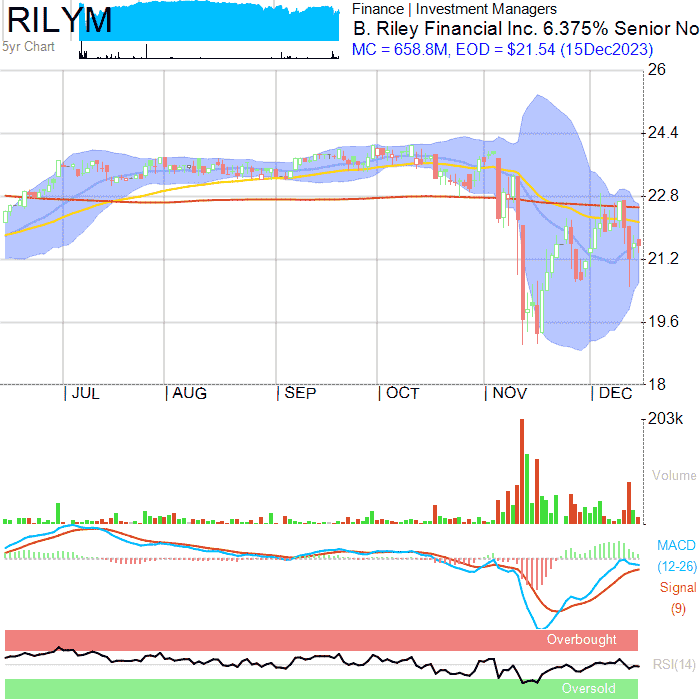 RILYM
5yr Chart
Finance | Investment Managers
B. Riley Financial Inc. 6.375% Senior No
MC = 658.8M, EOD = $21.54 (15Dec2023)
26
24.4
22.8
21.2
19.6
18
JUL AUG SEP OCT NOV DEC
203k
Volume
MACD
(12-26)
Signal
(9)
Overbought
RSI(14)
Oversold